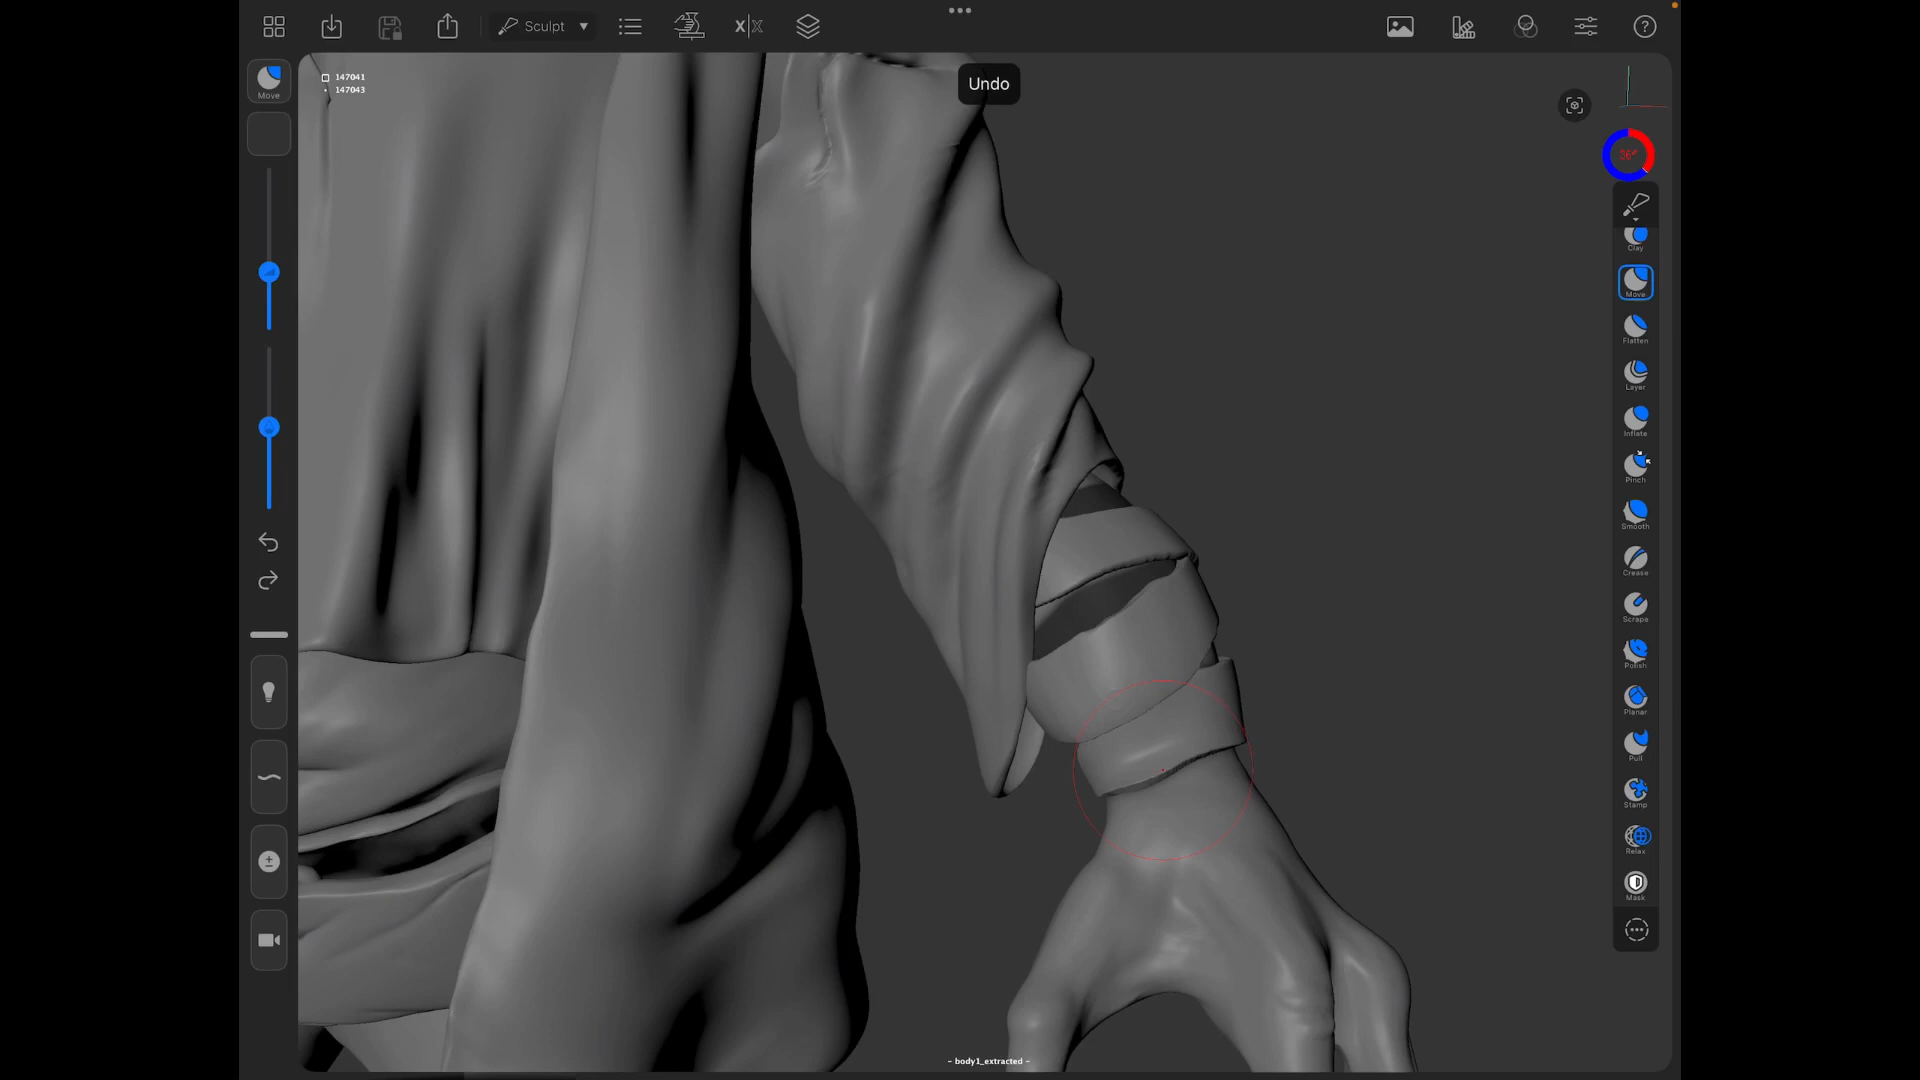 Sculpt
147041
147043
Move
Undo
36°
Clay
Move
Flatten
Layer
Inflate
Pinch
Smooth
Crease
Scrape
Polish
Planar
Pull
Stamp
Relax
Mask
~ body1_extracted ~